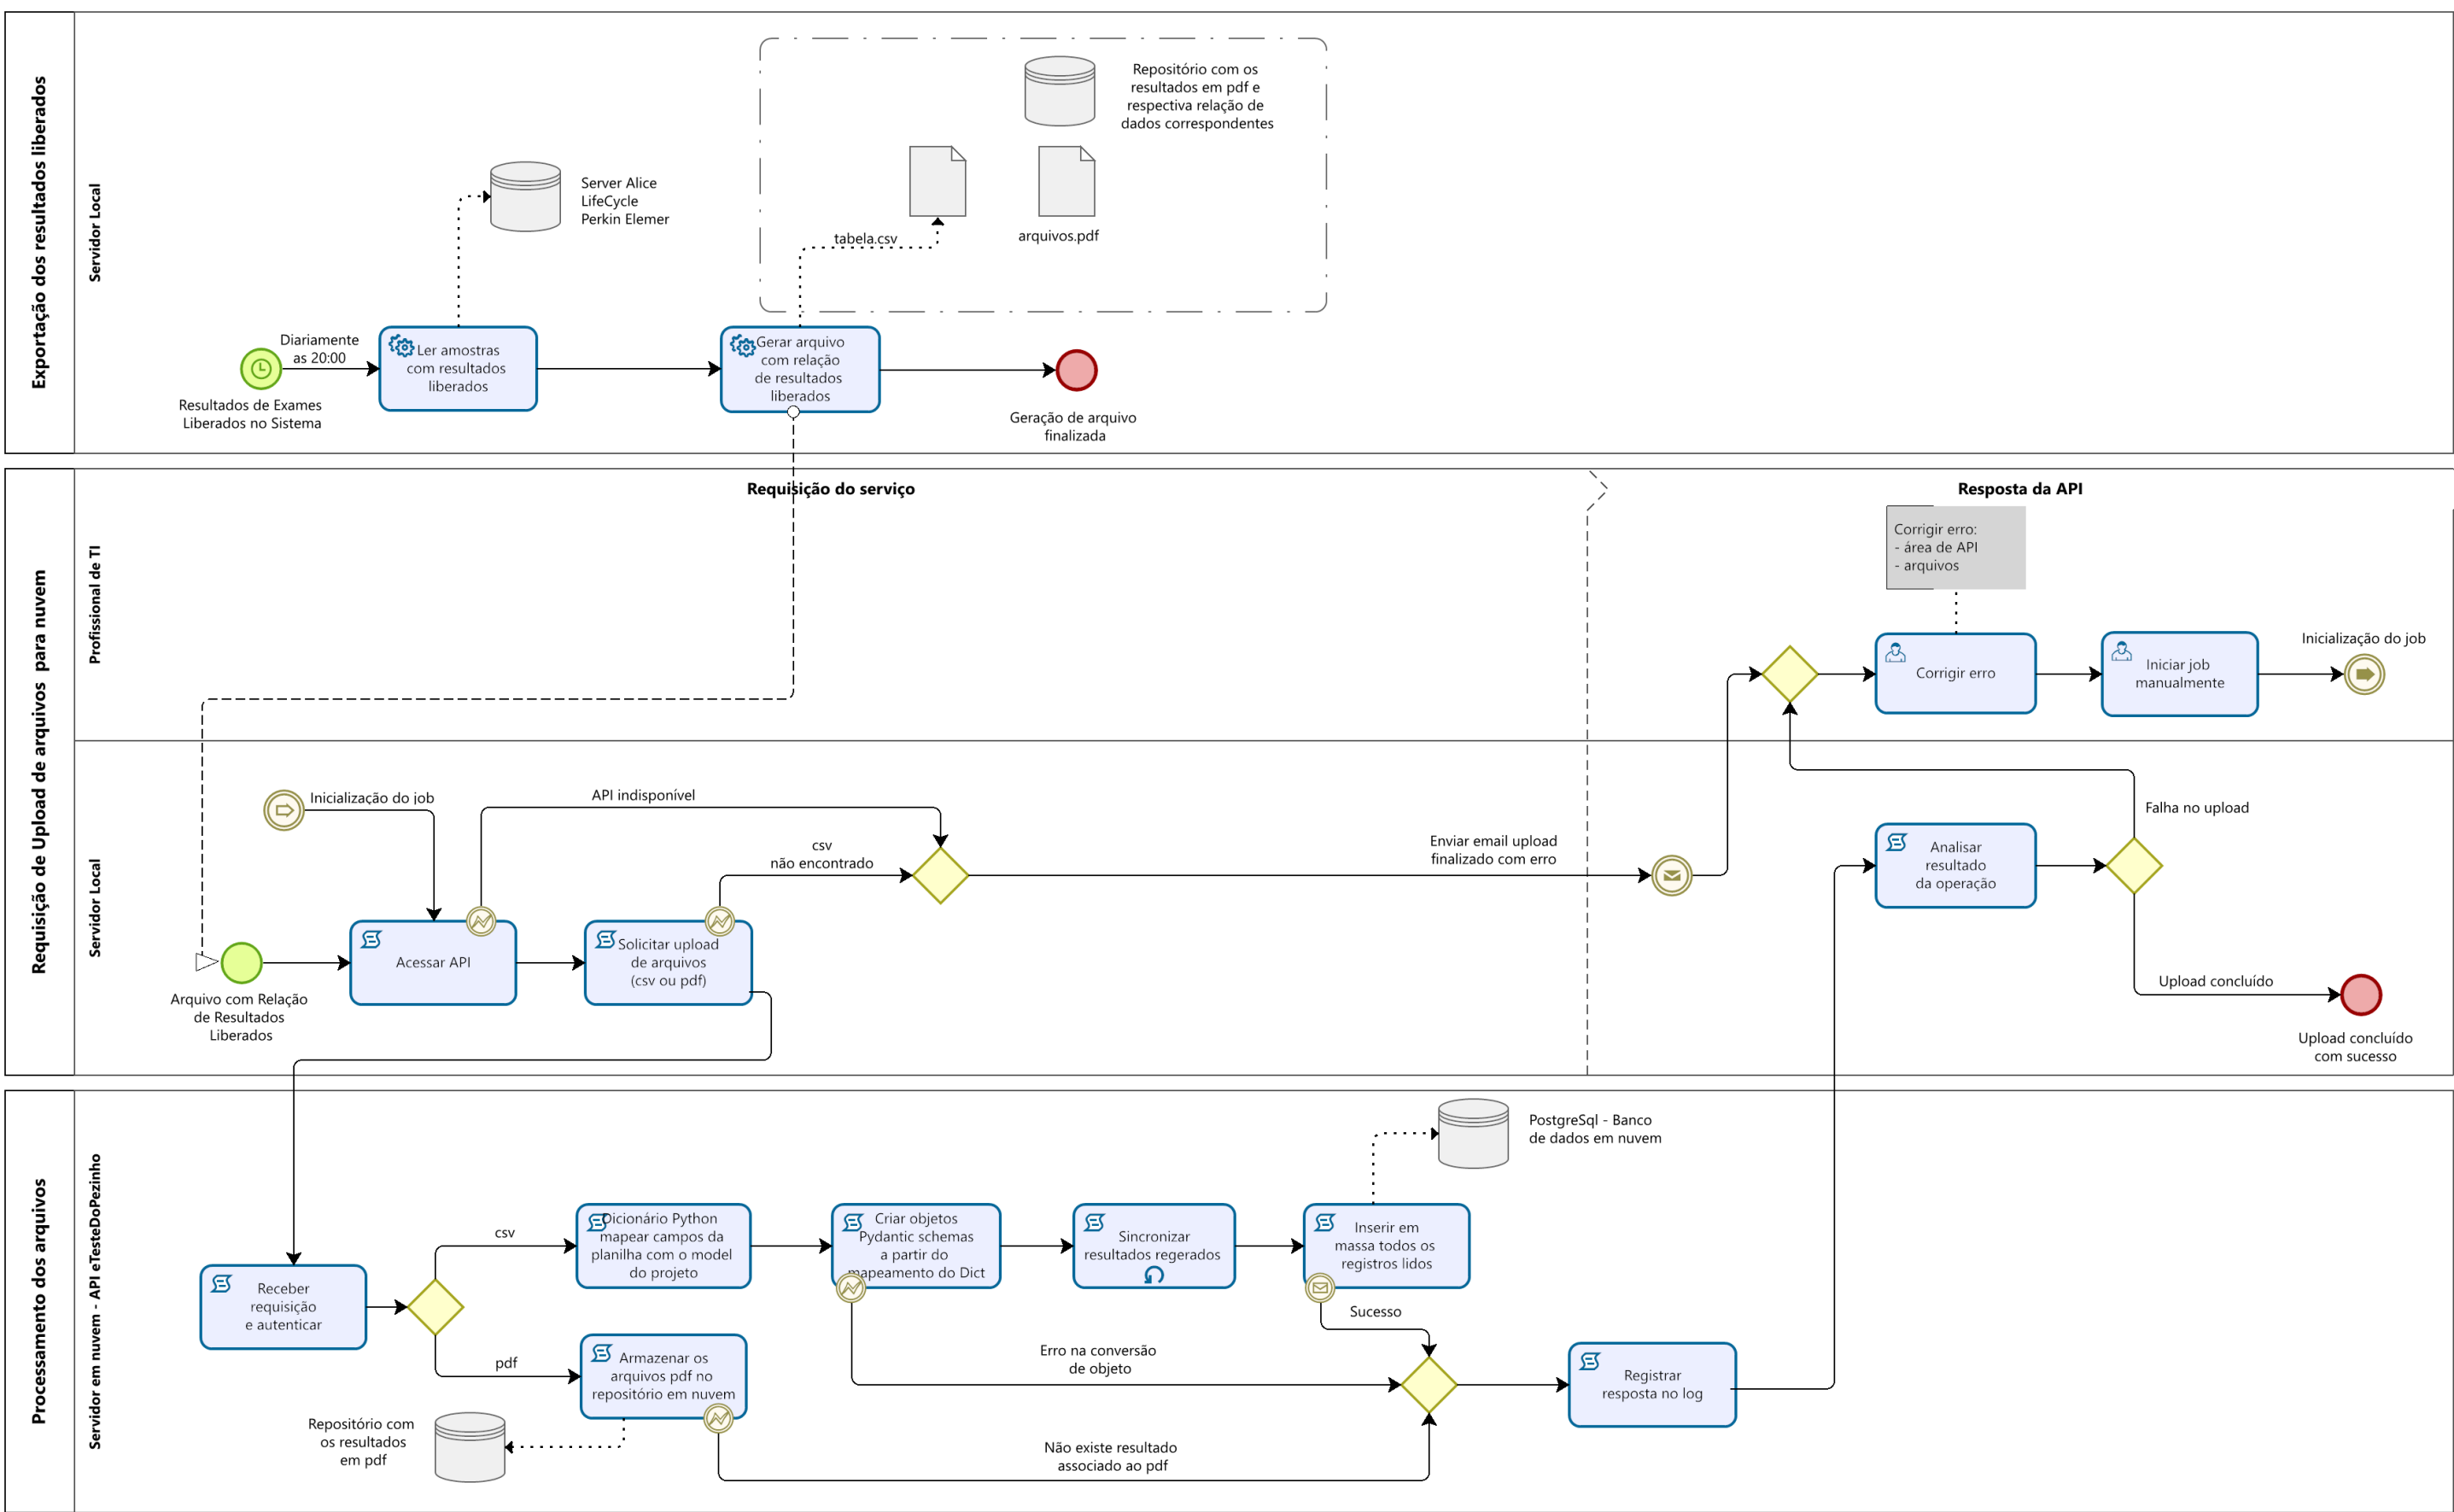 Exportação dos resultados liberados
Servidor Local
Repositório com os
resultados em pdf e
respectiva relação de
dados correspondentes
Server Alice
LifeCycle
Perkin Elemer
tabela.csv
arquivos.pdf
Diariamente
as 20:00
Resultados de Exames
Liberados no Sistema
Ler amostras
com resultados
liberados
Gerar arquivo
com relação
de resultados
liberados
Geração de arquivo
finalizada
Requisição de Upload de arquivos para nuvem
Requisição do serviço
Resposta da API
Profissional de TI
Corrigir erro:
- área de API
- arquivos
Corrigir erro
Iniciar job
manualmente
Inicialização do job
Servidor Local
Inicialização do job
API indisponível
csv
não encontrado
Enviar email upload
finalizado com erro
Falha no upload
Analisar
resultado
da operação
Acessar API
Solicitar upload
de arquivos
(csv ou pdf)
Arquivo com Relação
de Resultados
Liberados
Upload concluído
Upload concluído
com sucesso
Processamento dos arquivos
Servidor em nuvem - API eTesteDoPezinho
PostgreSql - Banco
de dados em nuvem
Receber
requisição
e autenticar
csv
Dicionário Python
mapear campos da
planilha com o model
do projeto
Criar objetos
Pydantic schemas
a partir do
mapeamento do Dict
Sincronizar
resultados regerados
Inserir em
massa todos os
registros lidos
Sucesso
pdf
Armazenar os
arquivos pdf no
repositório em nuvem
Erro na conversão
de objeto
Registrar
resposta no log
Repositório com
os resultados
em pdf
Não existe resultado
associado ao pdf